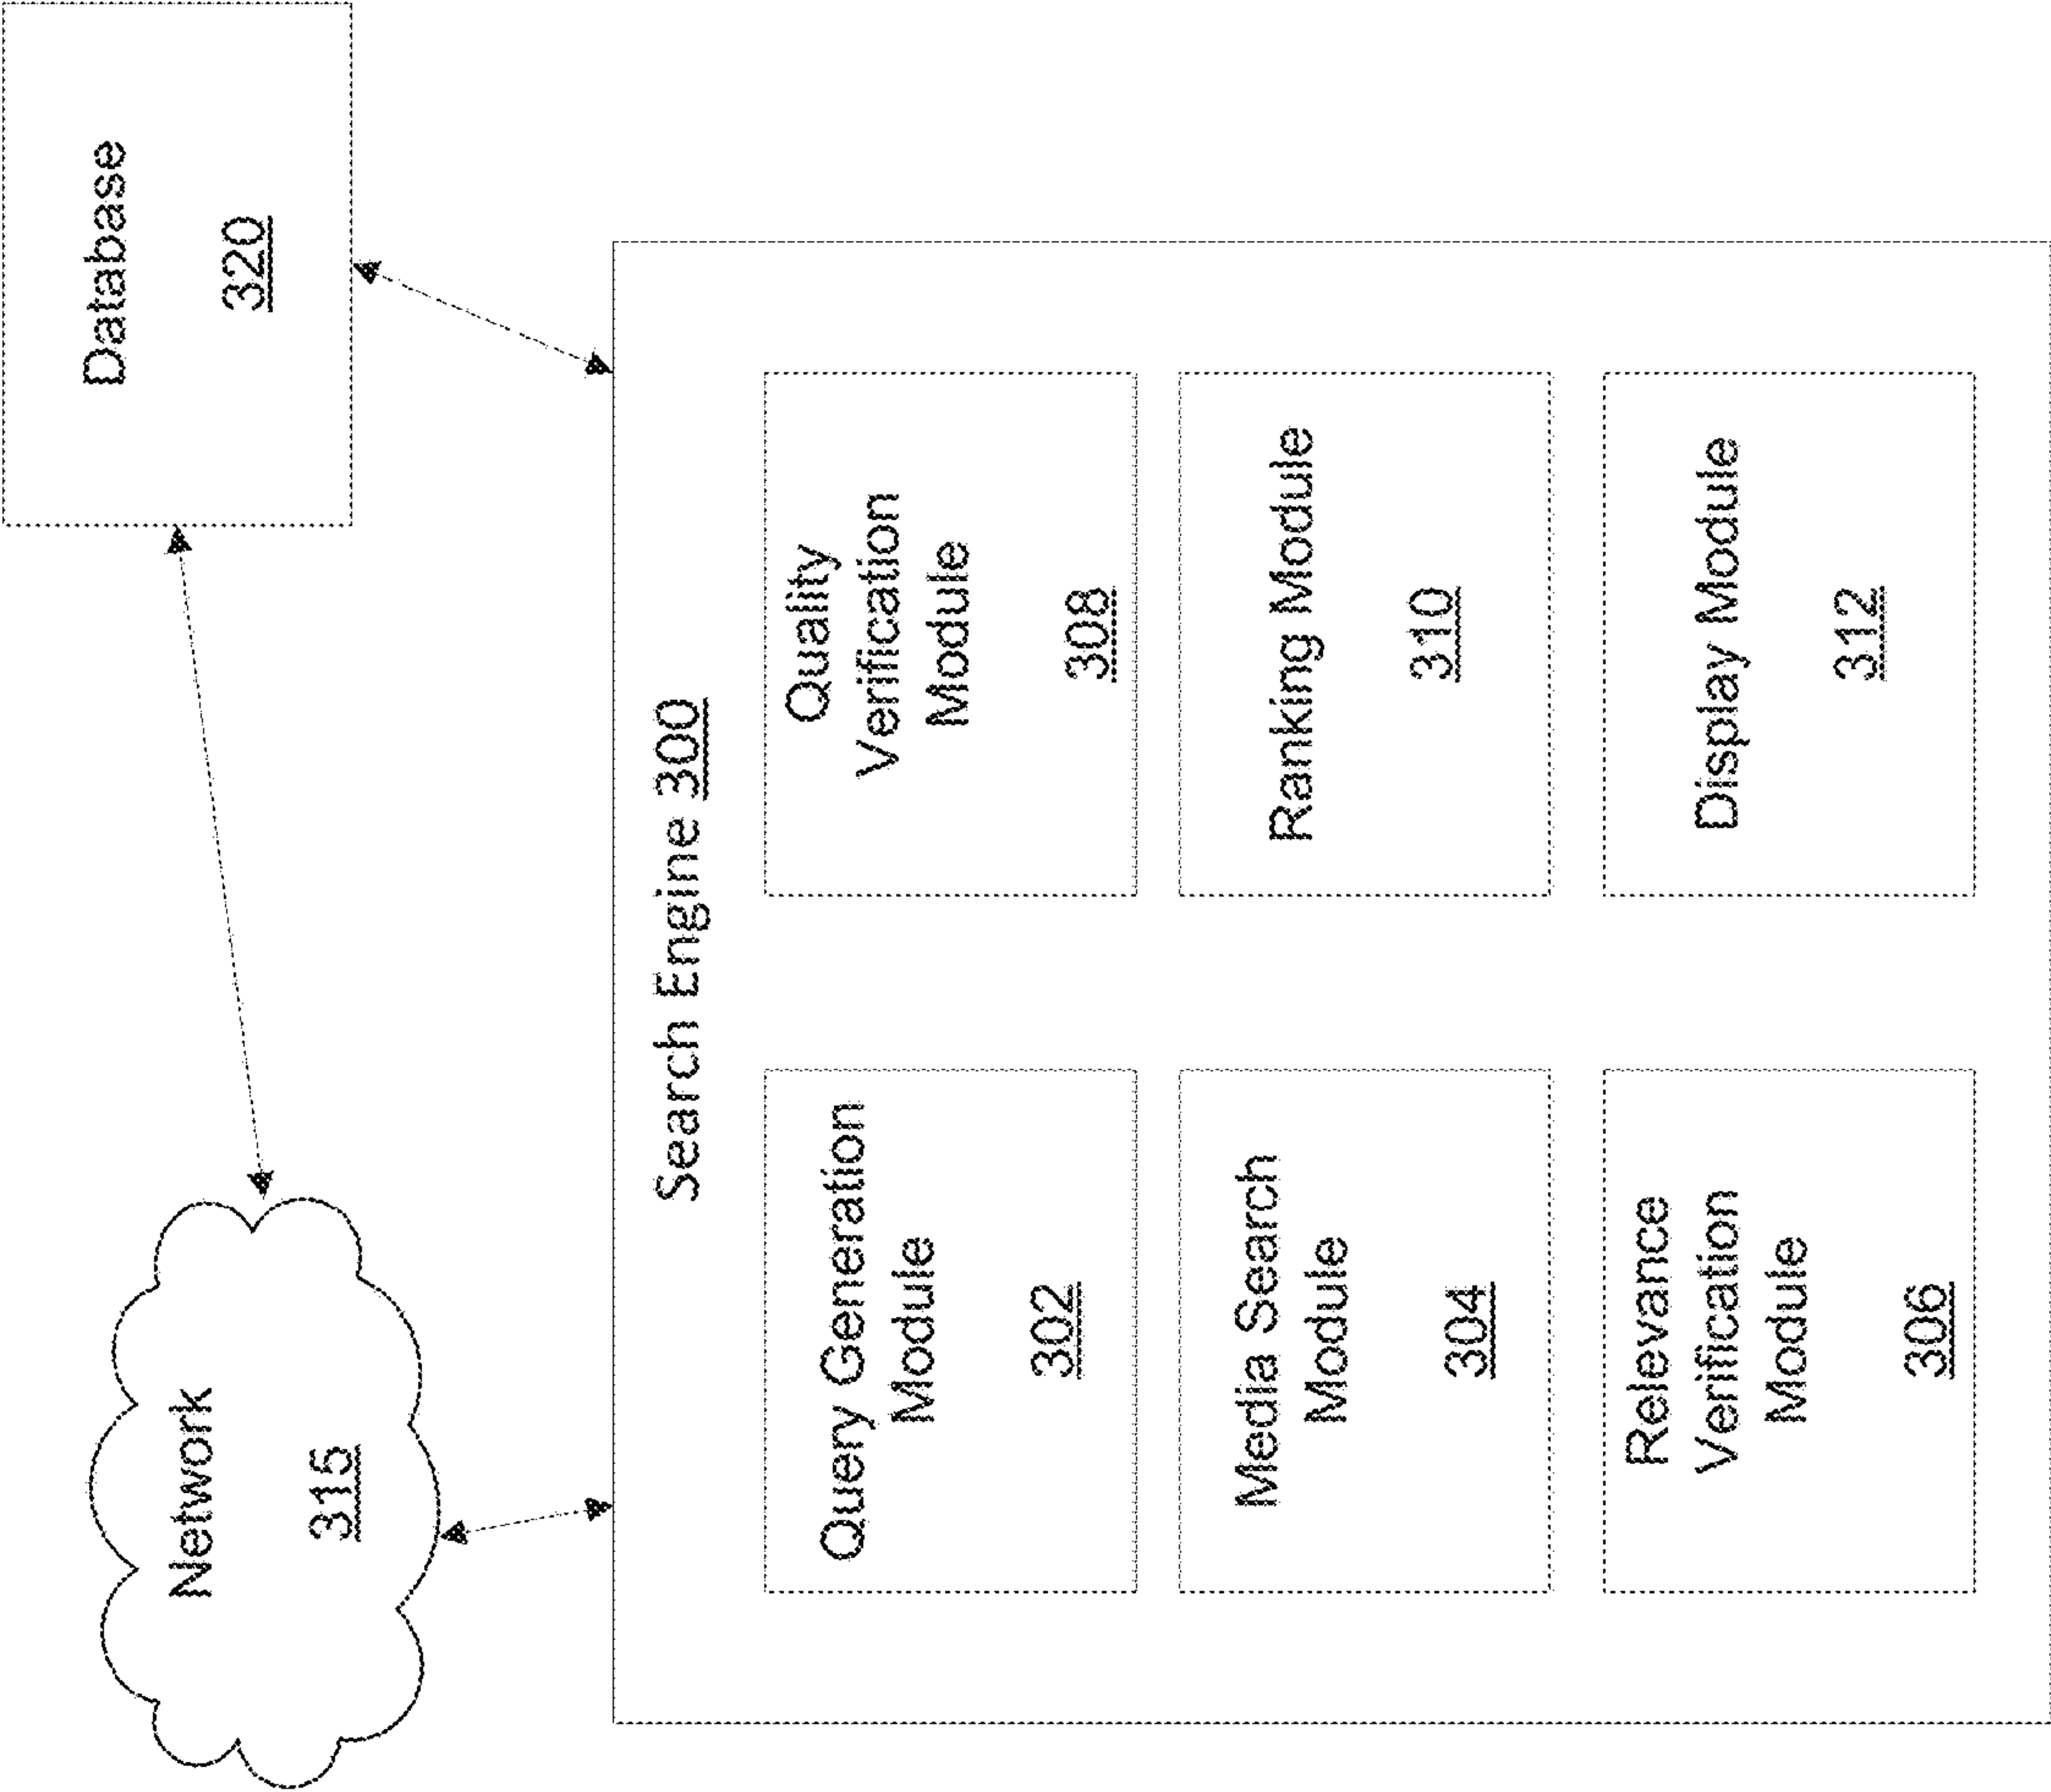 Network
315
Database
320
Search Engine 300
Query Generation
Module
302
Quality
Verification
Module
308
Media Search
Module
304
Ranking Module
310
Relevance
Verification
Module
306
Display Module
312